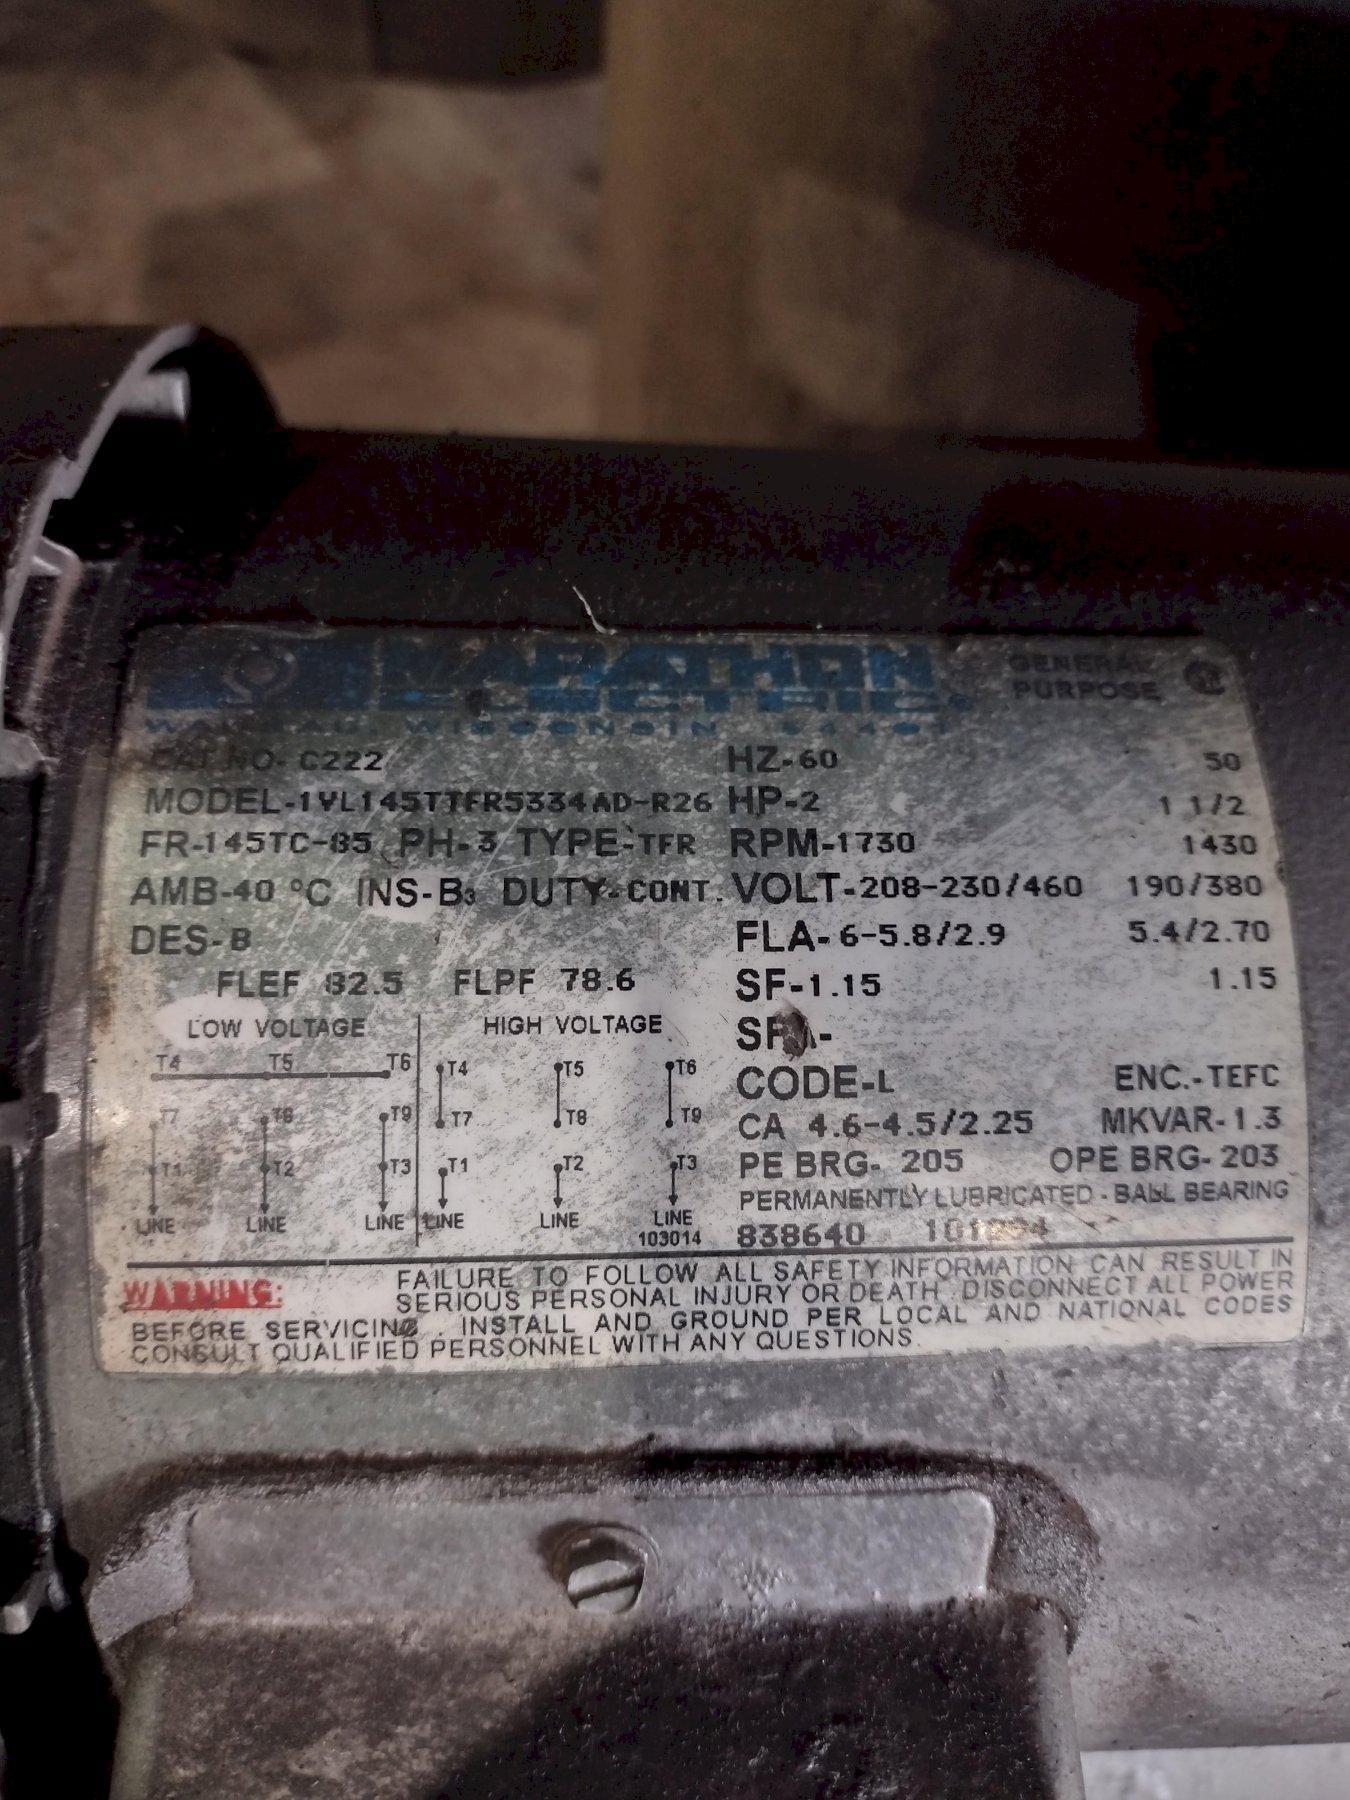 MARATHON
ELECTRIC
GENERAL
PURPOSE
WAUSAU, WISCONSIN 54401
CAT.NO- C222
HZ-60 50
MODEL-1VL145TTFR5334AD-R26 HP-2 1 1/2
FR-145TC-85 PH-3 TYPE-TFR RPM-1730 1430
AMB-40 °C INS-B3 DUTY-CONT. VOLT-208-230/460 190/380
DES-B FLA-6-5.8/2.9 5.4/2.70
FLEF 82.5 FLPF 78.6 SF-1.15 1.15
LOW VOLTAGE HIGH VOLTAGE SFA-
T4 T5 T6 T4 T5 T6
CODE-L ENC.-TEFC
T7 T8 T9 T7 T8 T9
CA 4.6-4.5/2.25 MKVAR-1.3
T1 T2 T3 T1 T2 T3
PE BRG- 205 OPE BRG- 203
PERMANENTLY LUBRICATED - BALL BEARING
LINE LINE LINE LINE LINE LINE
103014 838640
WARNING: FAILURE TO FOLLOW ALL SAFETY INFORMATION CAN RESULT IN
SERIOUS PERSONAL INJURY OR DEATH. DISCONNECT ALL POWER
BEFORE SERVICING. INSTALL AND GROUND PER LOCAL AND NATIONAL CODES
CONSULT QUALIFIED PERSONNEL WITH ANY QUESTIONS.